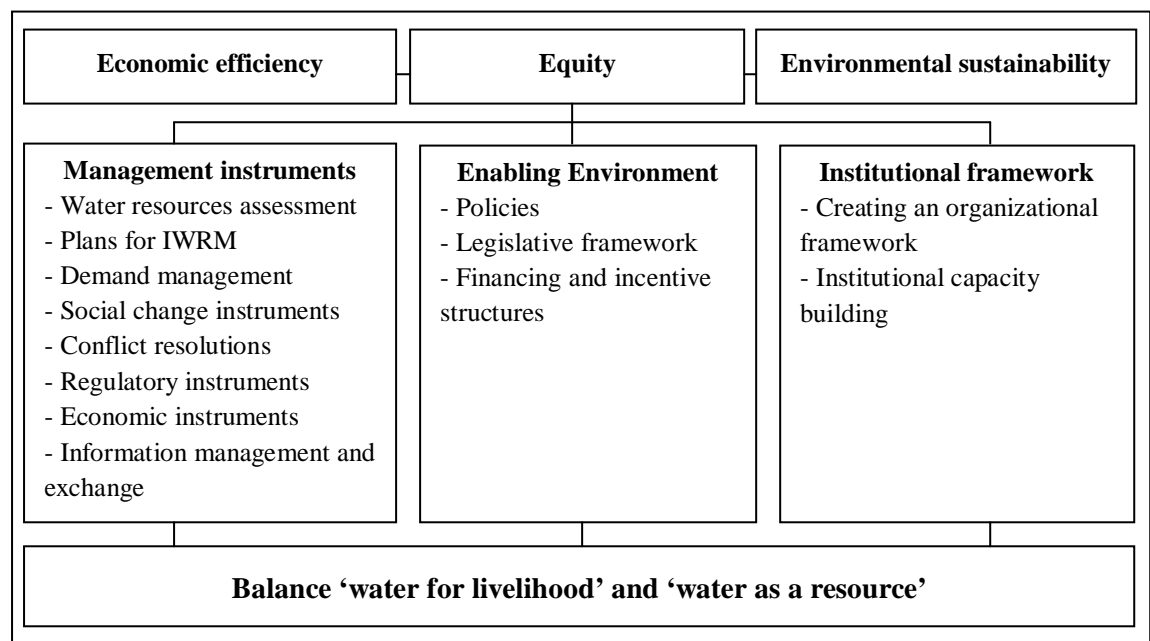 Economic efficiency
Equity
Environmental sustainability
Management instruments
- Water resources assessment
- Plans for IWRM
- Demand management
- Social change instruments
- Conflict resolutions
- Regulatory instruments
- Economic instruments
- Information management and
exchange
Enabling Environment
- Policies
- Legislative framework
- Financing and incentive
structures
Institutional framework
- Creating an organizational
framework
- Institutional capacity
building
Balance ‘water for livelihood’ and ‘water as a resource’